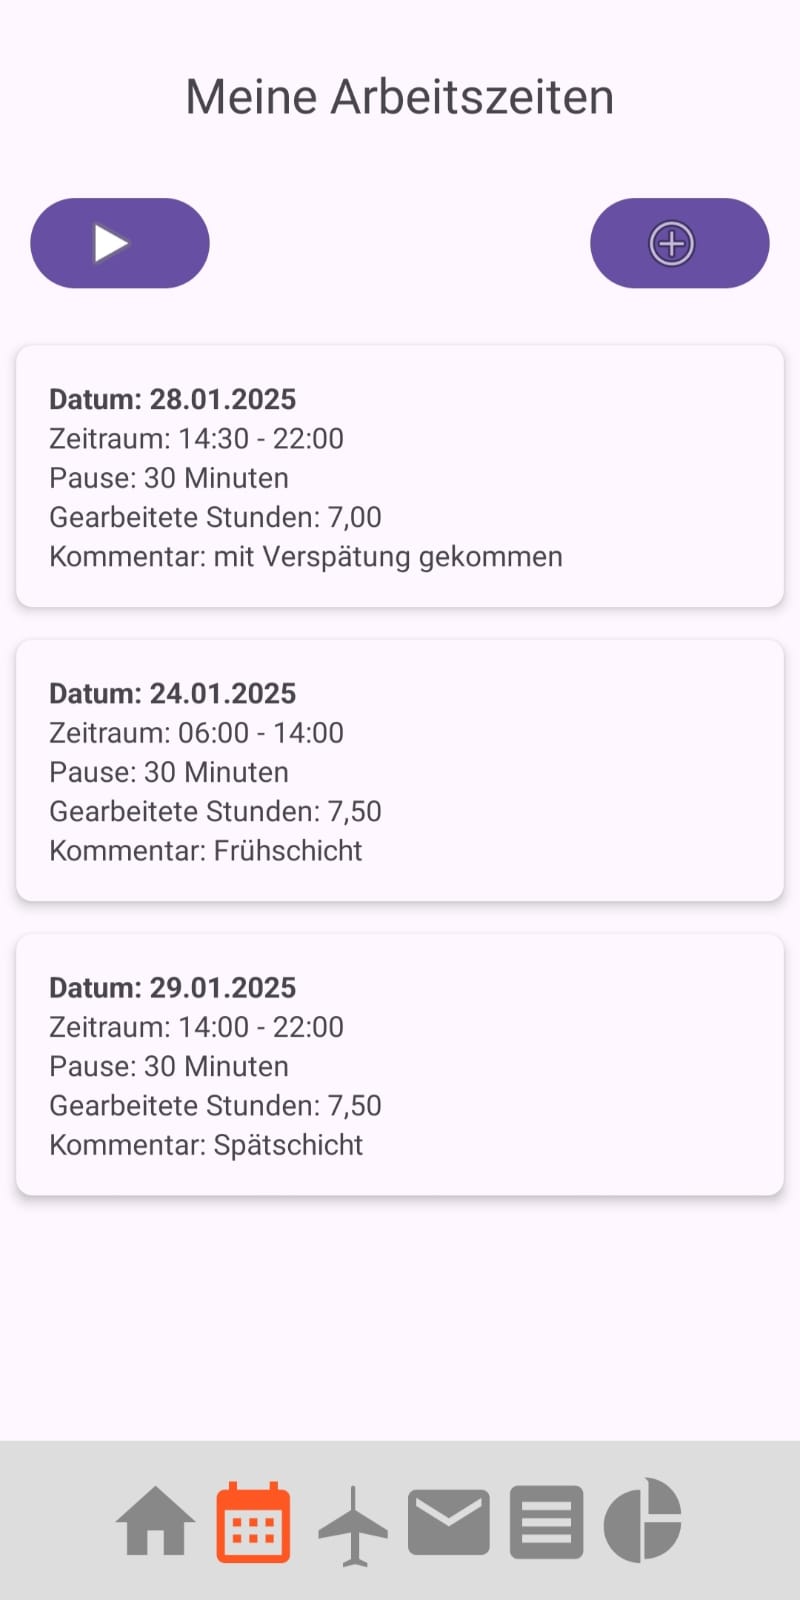 Meine Arbeitszeiten
Datum: 28.01.2025
Zeitraum: 14:30 - 22:00
Pause: 30 Minuten
Gearbeitete Stunden: 7,00
Kommentar: mit Verspätung gekommen
Datum: 24.01.2025
Zeitraum: 06:00 - 14:00
Pause: 30 Minuten
Gearbeitete Stunden: 7,50
Kommentar: Frühschicht
Datum: 29.01.2025
Zeitraum: 14:00 - 22:00
Pause: 30 Minuten
Gearbeitete Stunden: 7,50
Kommentar: Spätschicht